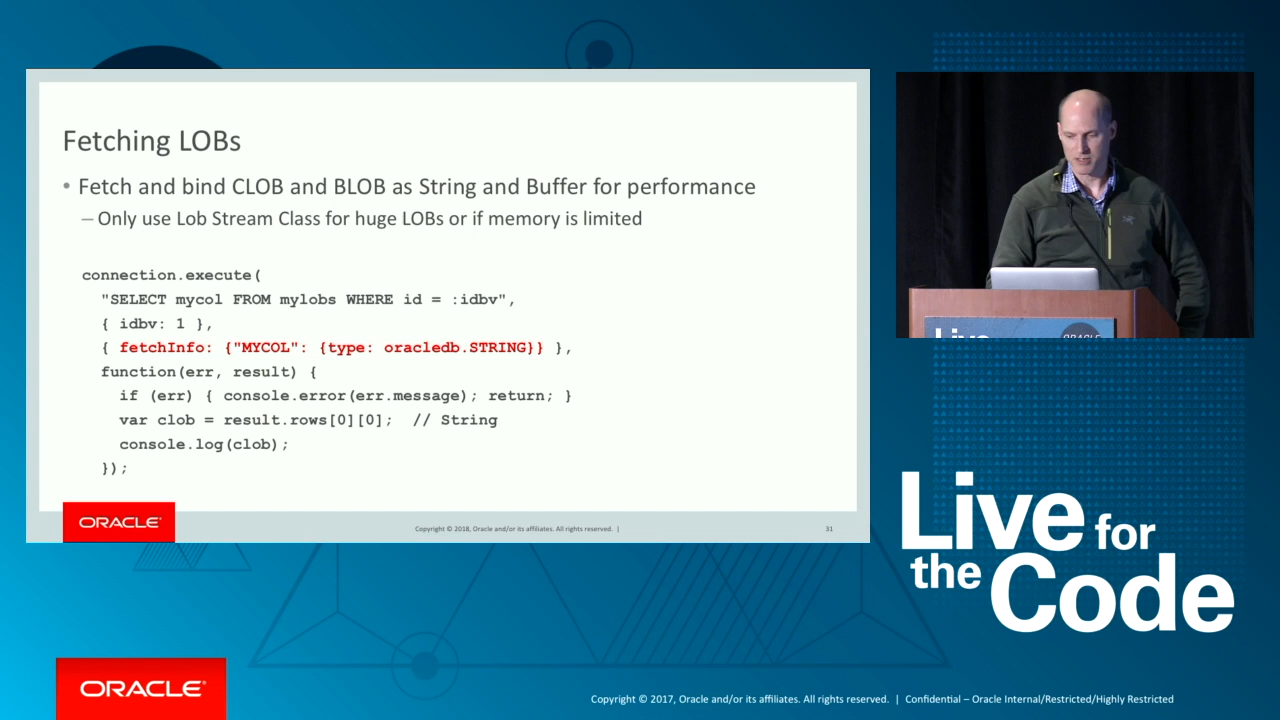 Fetching LOBs
• Fetch and bind CLOB and BLOB as String and Buffer for performance
– Only use Lob Stream Class for huge LOBs or if memory is limited
connection.execute(
"SELECT mycol FROM mylobs WHERE id = :idbv",
{ idbv: 1 },
{ fetchInfo: {"MYCOL": {type: oracledb.STRING}} },
function(err, result) {
if (err) { console.error(err.message); return; }
var clob = result.rows[0][0];  // String
console.log(clob);
});
ORACLE®
Copyright © 2018, Oracle and/or its affiliates. All rights reserved. |
31
Live
ORACLE
Live for
the Code
ORACLE®
Copyright © 2017, Oracle and/or its affiliates. All rights reserved. | Confidential – Oracle Internal/Restricted/Highly Restricted